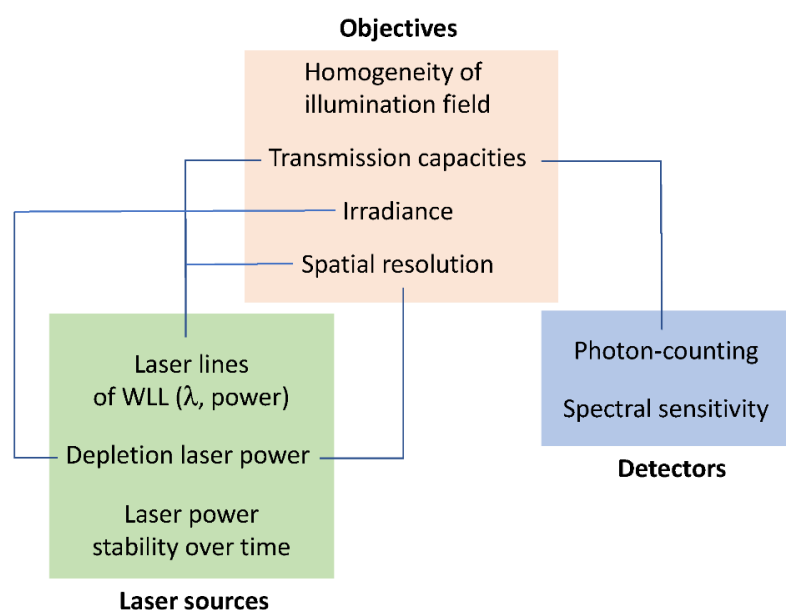 Objectives
Homogeneity of
illumination field
Transmission capacities
Irradiance
Spatial resolution
Laser lines
of WLL (λ, power)
Depletion laser power
Laser power
stability over time
Laser sources
Photon-counting
Spectral sensitivity
Detectors